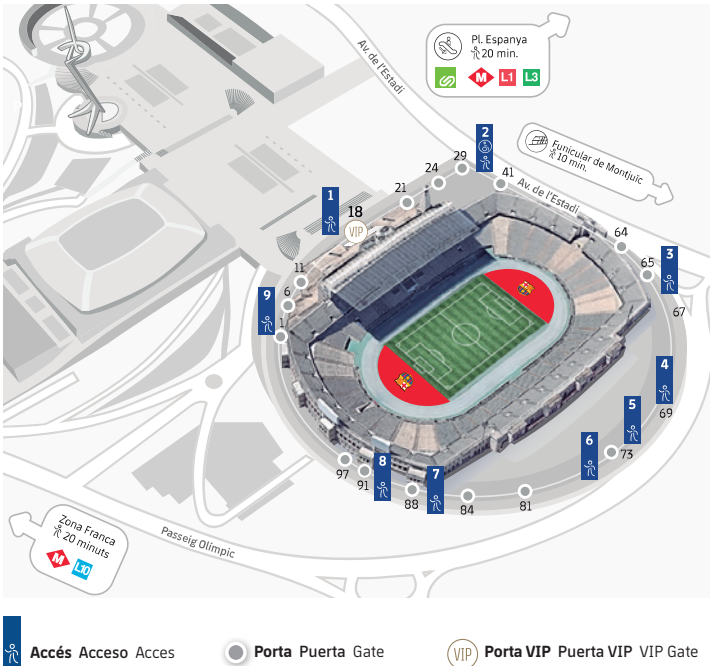 Pl. Espanya
20 min.
M L1 L3
Av. de l'Estadi
Funicular de Montjuïc
10 min.
Av. de l'Estadi
2
29
24
41
21
1
18
VIP
64
3
65
11
6
9
1
67
4
69
5
6
73
97
91
8
7
88
84
81
Zona Franca
20 minuts
M L10
Passeig Olímpic
Accés Acceso Acces
Porta Puerta Gate
VIP Porta VIP Puerta VIP VIP Gate